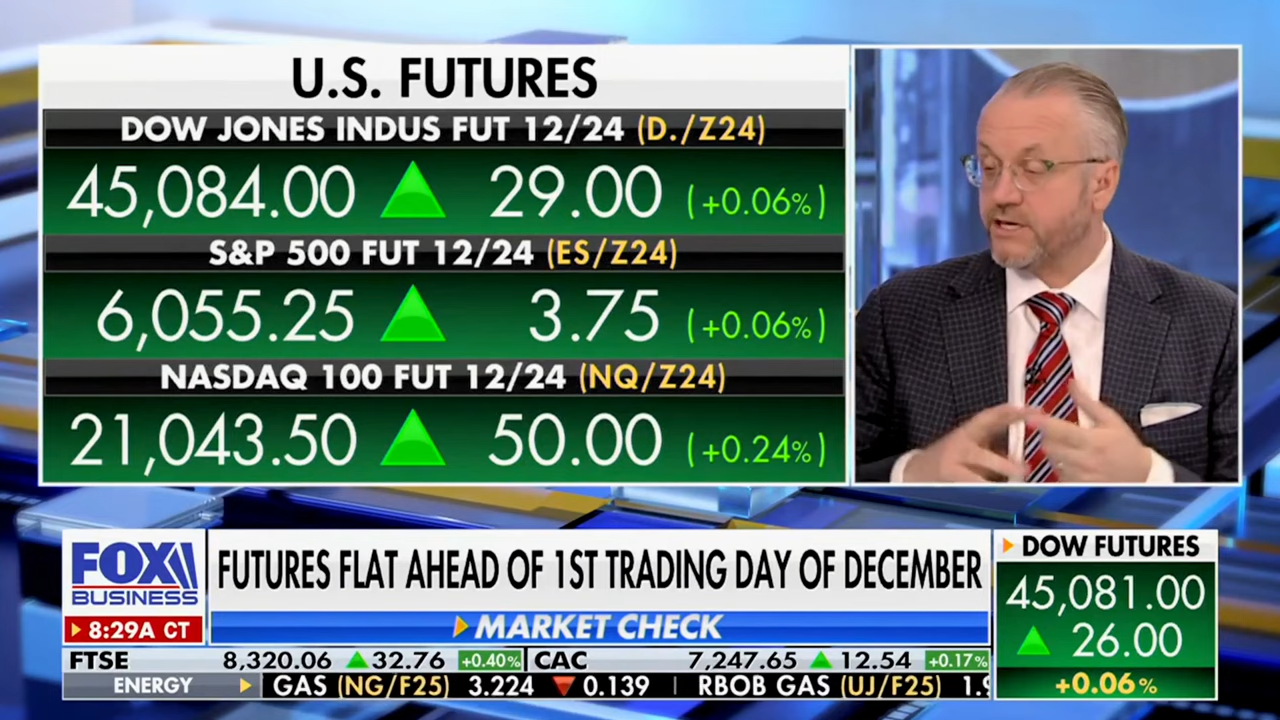 U.S. FUTURES
DOW JONES INDUS FUT 12/24 (D./Z24)
45,084.00 ▲ 29.00 (+0.06%)
S&P 500 FUT 12/24 (ES/Z24)
6,055.25 ▲ 3.75 (+0.06%)
NASDAQ 100 FUT 12/24 (NQ/Z24)
21,043.50 ▲ 50.00 (+0.24%)
FOX BUSINESS
8:29A CT
FUTURES FLAT AHEAD OF 1ST TRADING DAY OF DECEMBER
MARKET CHECK
DOW FUTURES
45,081.00
▲ 26.00
+0.06%
FTSE 8,320.06 ▲ 32.76 +0.40% CAC 7,247.65 ▲ 12.54 +0.17%
ENERGY GAS (NG/F25) 3.224 ▼ 0.139 RBOB GAS (UJ/F25)